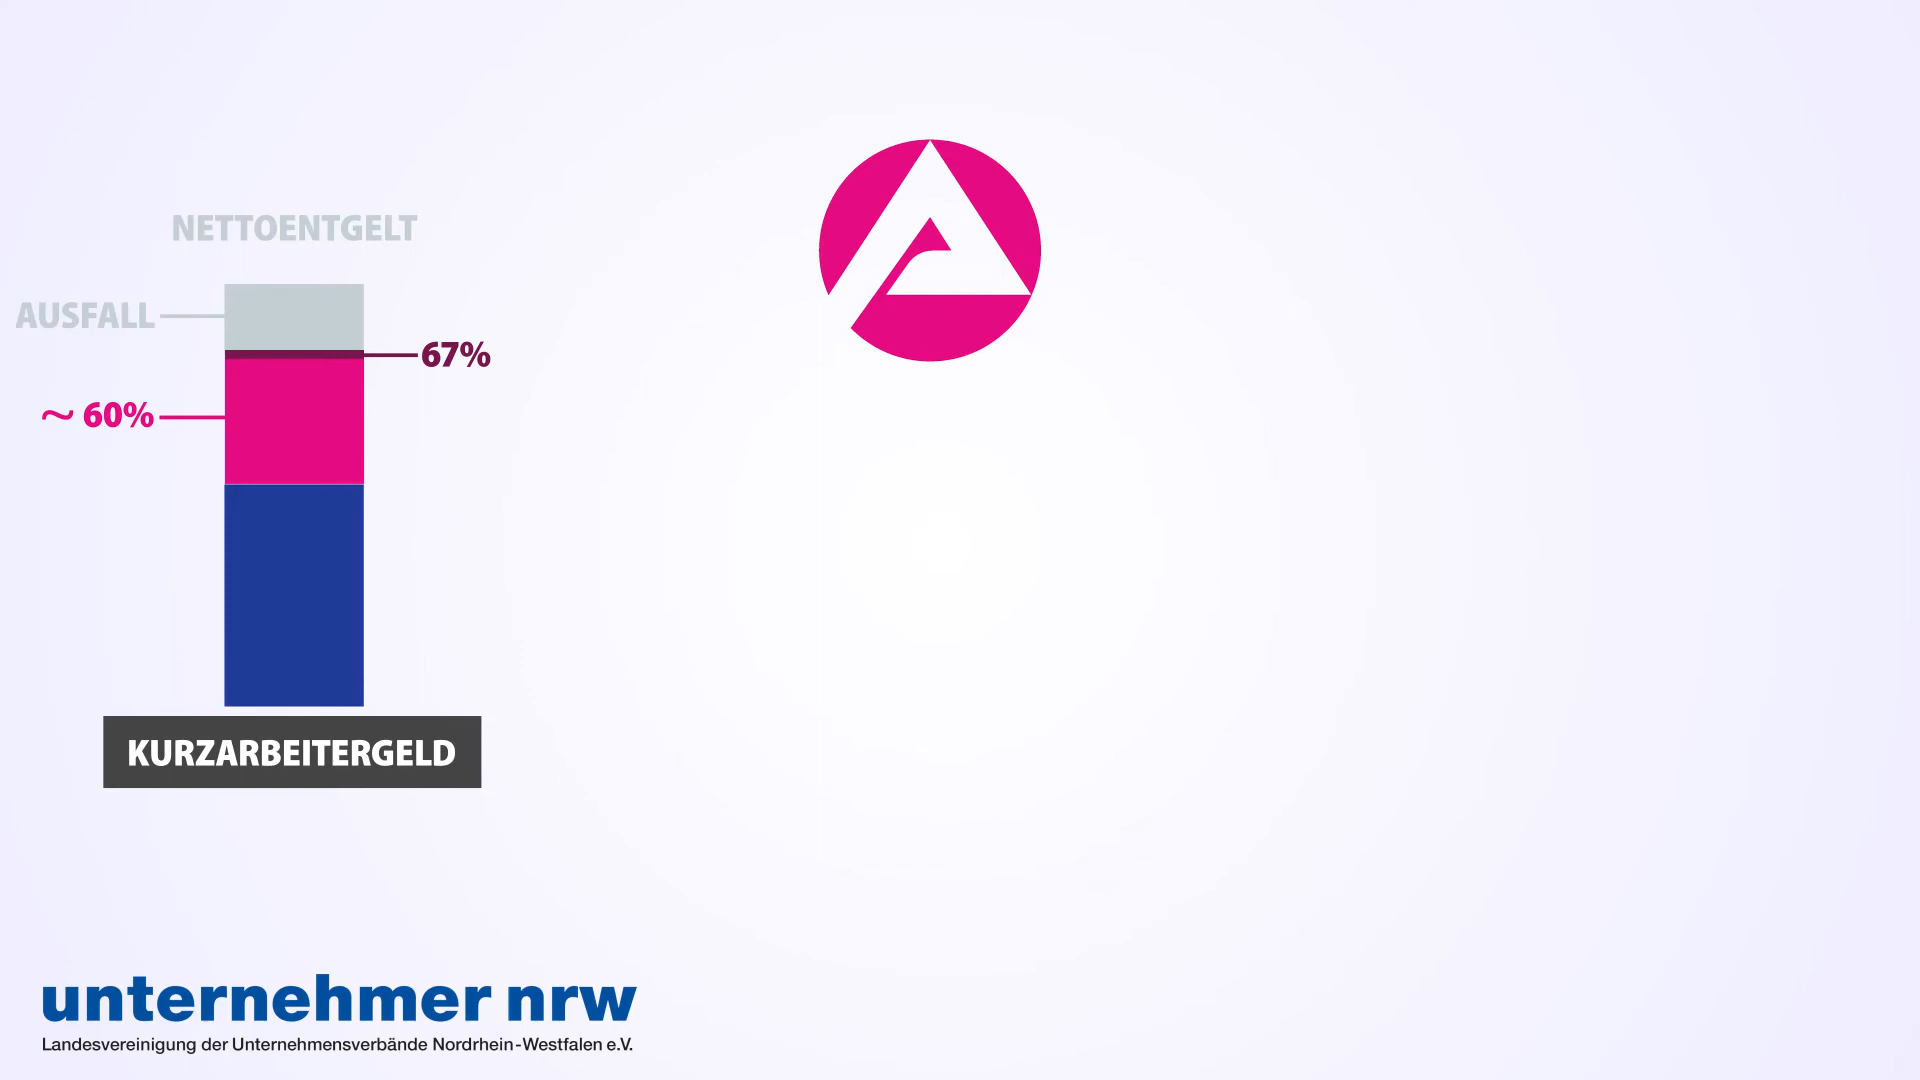 NETTOENTGELT
AUSFALL
67%
~ 60%
KURZARBEITERGELD
unternehmer nrw
Landesvereinigung der Unternehmensverbände Nordrhein-Westfalen e.V.